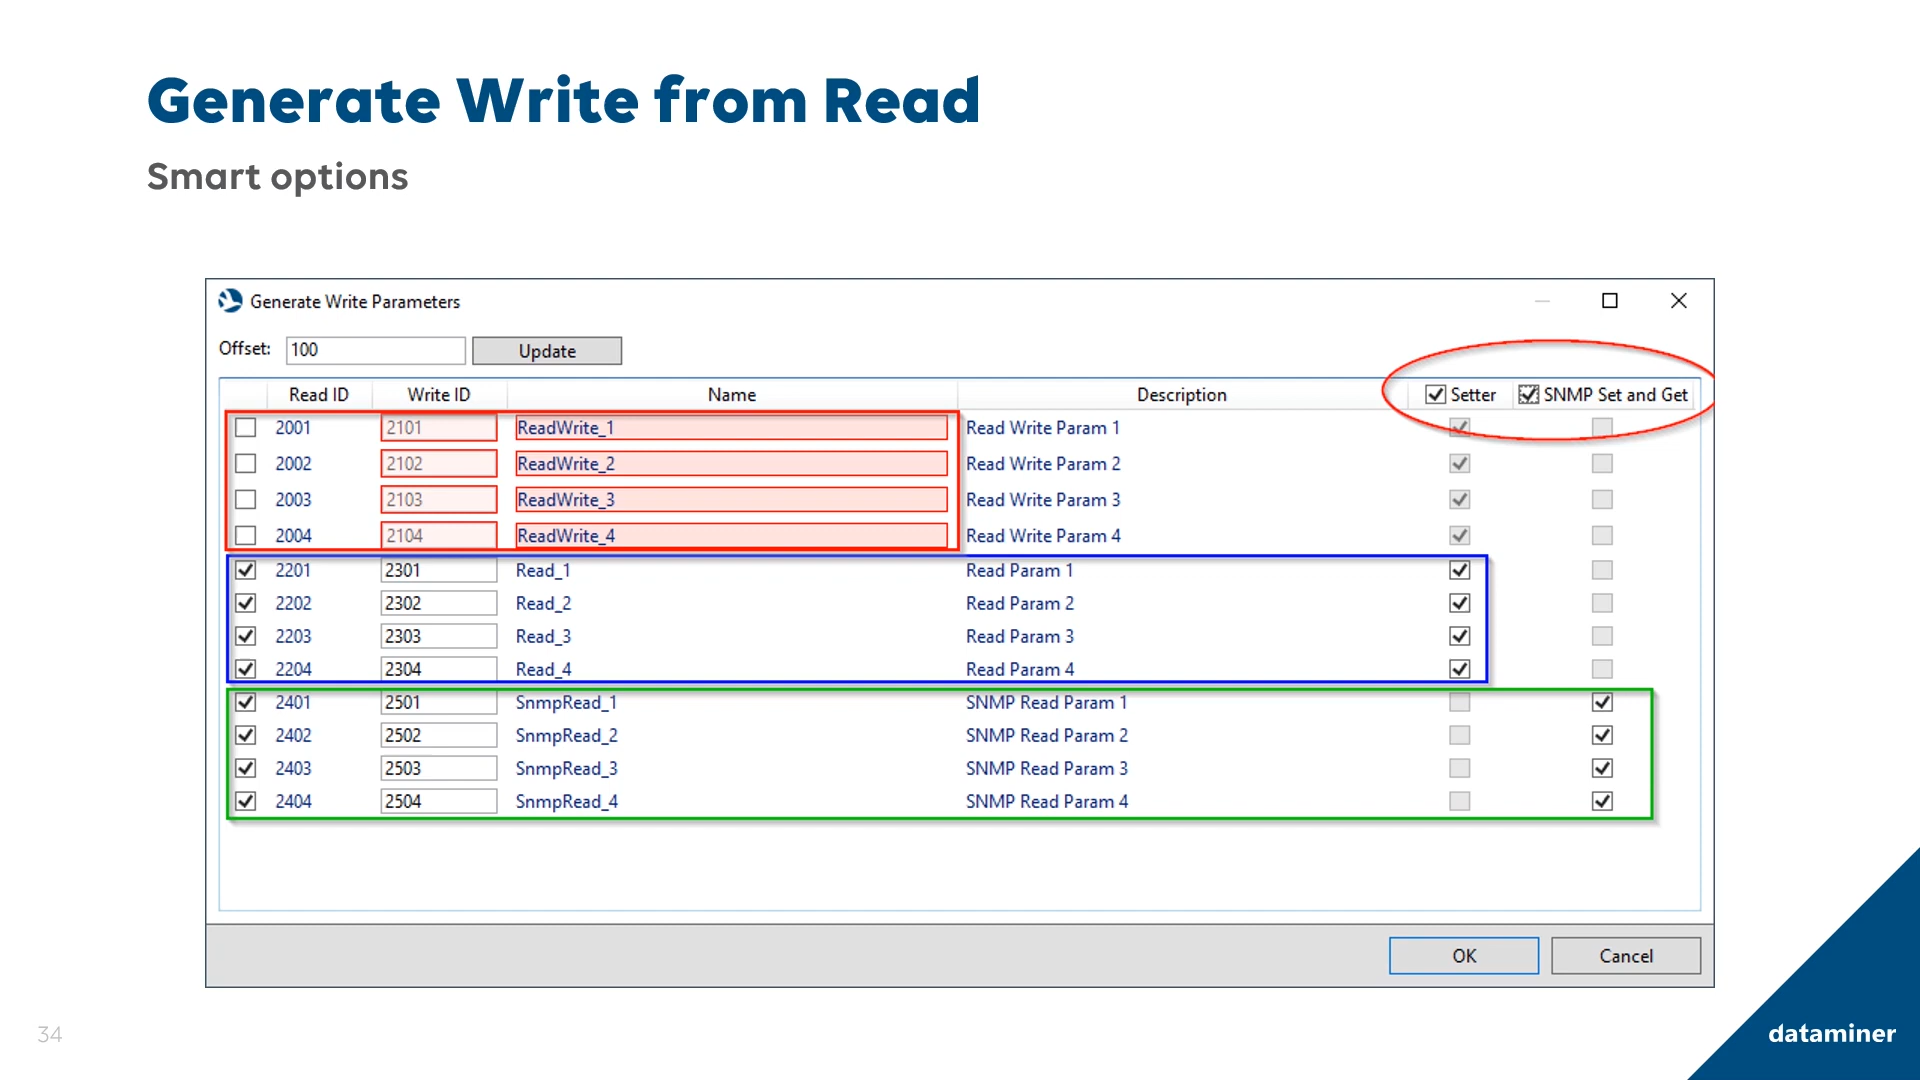 Generate Write from Read
Smart options
Generate Write Parameters
Offset: 100 Update
Read ID Write ID Name Description Setter SNMP Set and Get
2001 2101 ReadWrite_1 Read Write Param 1
2002 2102 ReadWrite_2 Read Write Param 2
2003 2103 ReadWrite_3 Read Write Param 3
2004 2104 ReadWrite_4 Read Write Param 4
2201 2301 Read_1 Read Param 1
2202 2302 Read_2 Read Param 2
2203 2303 Read_3 Read Param 3
2204 2304 Read_4 Read Param 4
2401 2501 SnmpRead_1 SNMP Read Param 1
2402 2502 SnmpRead_2 SNMP Read Param 2
2403 2503 SnmpRead_3 SNMP Read Param 3
2404 2504 SnmpRead_4 SNMP Read Param 4
OK Cancel
34
dataminer